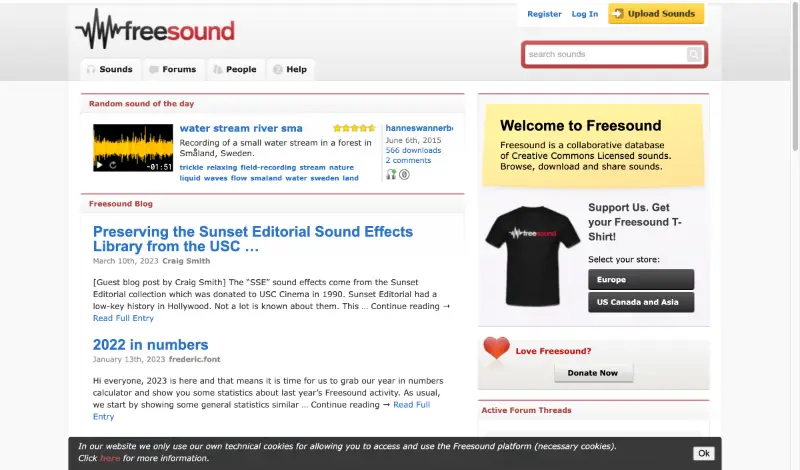 freesound
Register Log In Upload Sounds
search sounds
Sounds Forums People Help
Random sound of the day
water stream river sma
Recording of a small water stream in a forest in
Småland, Sweden.
trickle relaxing field-recording stream nature
liquid waves flow smaland water sweden land
-01:51
hanneswannerbe
June 6th, 2015
566 downloads
2 comments
Freesound Blog
Preserving the Sunset Editorial Sound Effects
Library from the USC …
March 10th, 2023 Craig Smith
[Guest blog post by Craig Smith] The “SSE” sound effects come from the Sunset
Editorial collection which was donated to USC Cinema in 1990. Sunset Editorial had a
low-key history in Hollywood. Not a lot is known about them. This … Continue reading →
Read Full Entry
2022 in numbers
January 13th, 2023 frederic.font
Hi everyone, 2023 is here and that means it is time for us to grab our year in numbers
calculator and show you some statistics about last year’s Freesound activity. As usual,
we start by showing some general statistics similar … Continue reading → Read Full
Entry
Welcome to Freesound
Freesound is a collaborative database
of Creative Commons Licensed sounds.
Browse, download and share sounds.
freesound
Support Us. Get
your Freesound T-
Shirt!
Select your store:
Europe
US Canada and Asia
Love Freesound?
Donate Now
Active Forum Threads
In our website we only use our own technical cookies for allowing you to access and use the Freesound platform (necessary cookies).
Click here for more information.
Ok